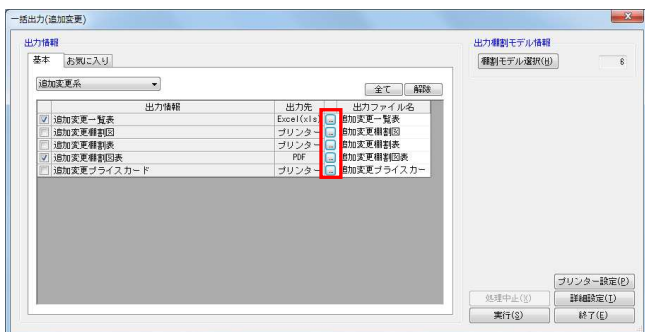 一括出力(追加変更)
出力情報
基本 お気に入り
追加変更系
全て 解除
出力情報 出力先 出力ファイル名
追加変更一覧表 Excel(xls) ... 追加変更一覧表
追加変更棚割図 プリンター ... 追加変更棚割図
追加変更棚割表 プリンター ... 追加変更棚割表
追加変更棚割図表 PDF ... 追加変更棚割図表
追加変更プライスカード プリンター ... 追加変更プライスカー
出力棚割モデル情報
棚割モデル選択(H) 6
プリンター設定(P)
処理中止(X) 詳細設定(I)
実行(S) 終了(E)